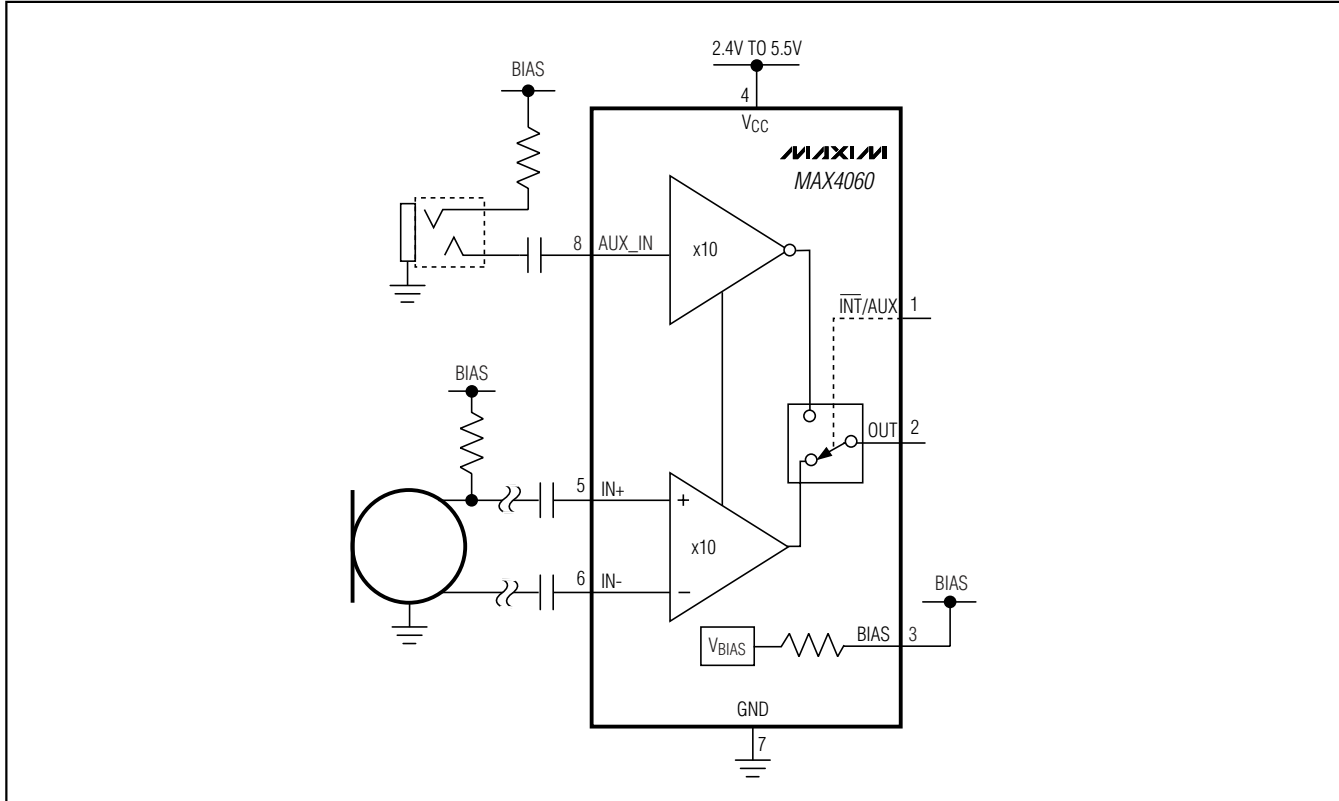 2.4V TO 5.5V
BIAS
4
VCC
MAXIM
MAX4060
8 AUX_IN
x10
INT/AUX 1
BIAS
OUT 2
5 IN+
+
x10
6 IN-
−
BIAS
VBIAS
BIAS 3
GND
7